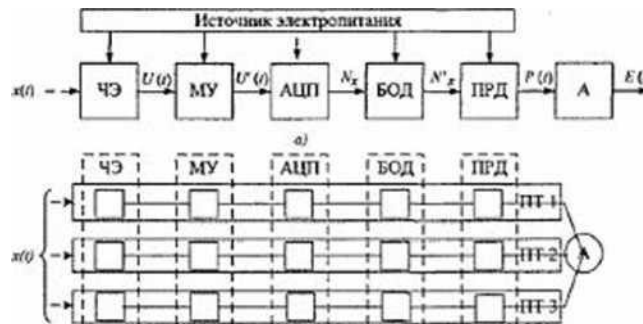 Источник электропитания
x(t) ЧЭ U(t) МУ U'(t) АЦП Nx БОД N'x ПРД P(t) А E(
а)
ЧЭ МУ АЦП БОД ПРД
ПТ 1
x(t) ПТ 2 А
ПТ 3